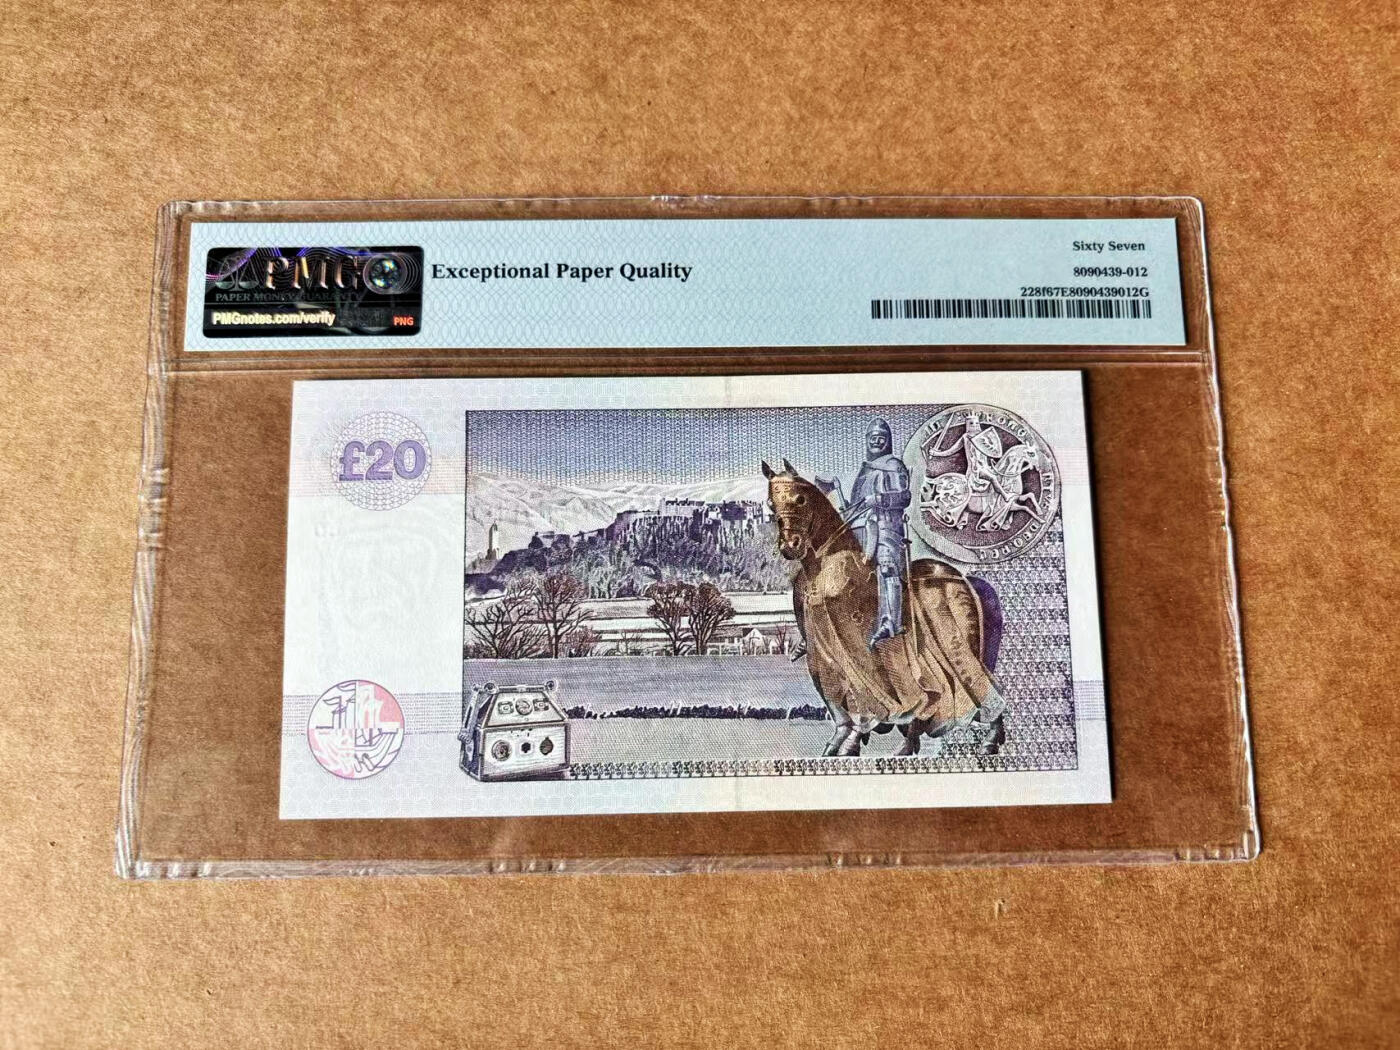 PMG
PAPER MONEY GUARANTY
PMGnotes.com/verify
PNG
Exceptional Paper Quality
Sixty Seven
8090439-012
228f67E8090439012G
£20